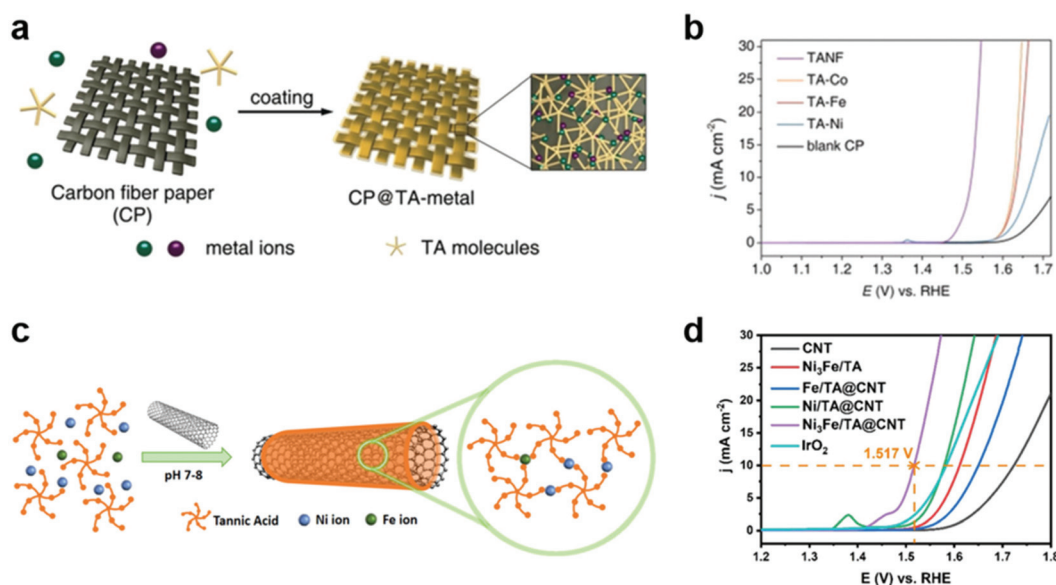 a
coating
Carbon fiber paper
(CP)
CP@TA-metal
metal ions
TA molecules
b
30
25
20
15
10
5
0
j (mA cm⁻²)
TANF
TA-Co
TA-Fe
TA-Ni
blank CP
1.0 1.1 1.2 1.3 1.4 1.5 1.6 1.7
E (V) vs. RHE
c
pH 7-8
Tannic Acid
Ni ion
Fe ion
d
30
25
20
15
10
5
0
j (mA cm⁻²)
CNT
Ni₃Fe/TA
Fe/TA@CNT
Ni/TA@CNT
Ni₃Fe/TA@CNT
IrO₂
1.517 V
1.2 1.3 1.4 1.5 1.6 1.7 1.8
E (V) vs. RHE